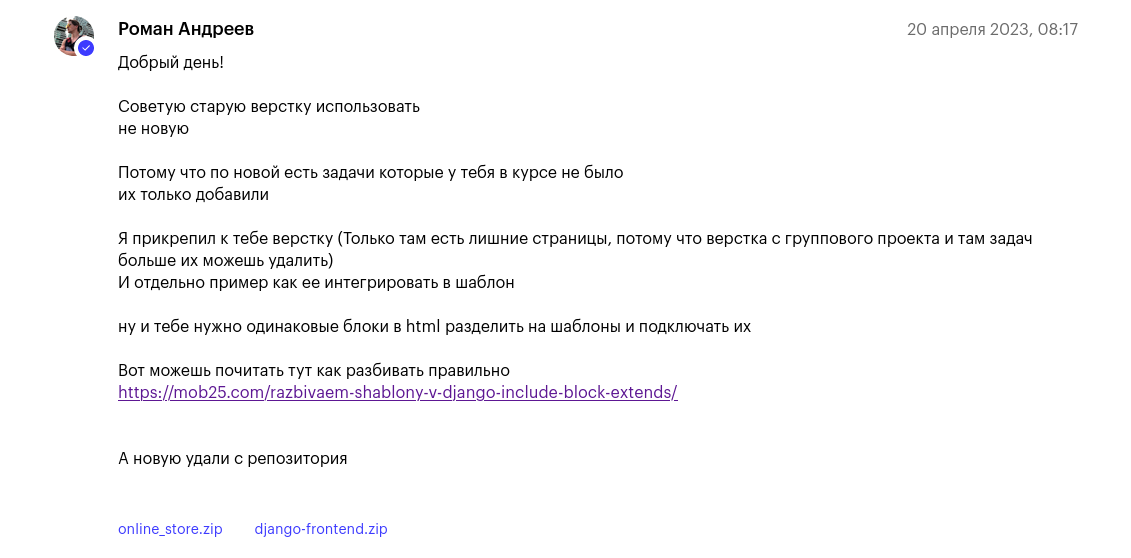 Роман Андреев
20 апреля 2023, 08:17
Добрый день!
Советую старую верстку использовать
не новую
Потому что по новой есть задачи которые у тебя в курсе не было
их только добавили
Я прикрепил к тебе верстку (Только там есть лишние страницы, потому что верстка с группового проекта и там задач
больше их можешь удалить)
И отдельно пример как ее интегрировать в шаблон
ну и тебе нужно одинаковые блоки в html разделить на шаблоны и подключать их
Вот можешь почитать тут как разбивать правильно
https://mob25.com/razbivaem-shablony-v-django-include-block-extends/
А новую удали с репозитория
online_store.zip
django-frontend.zip